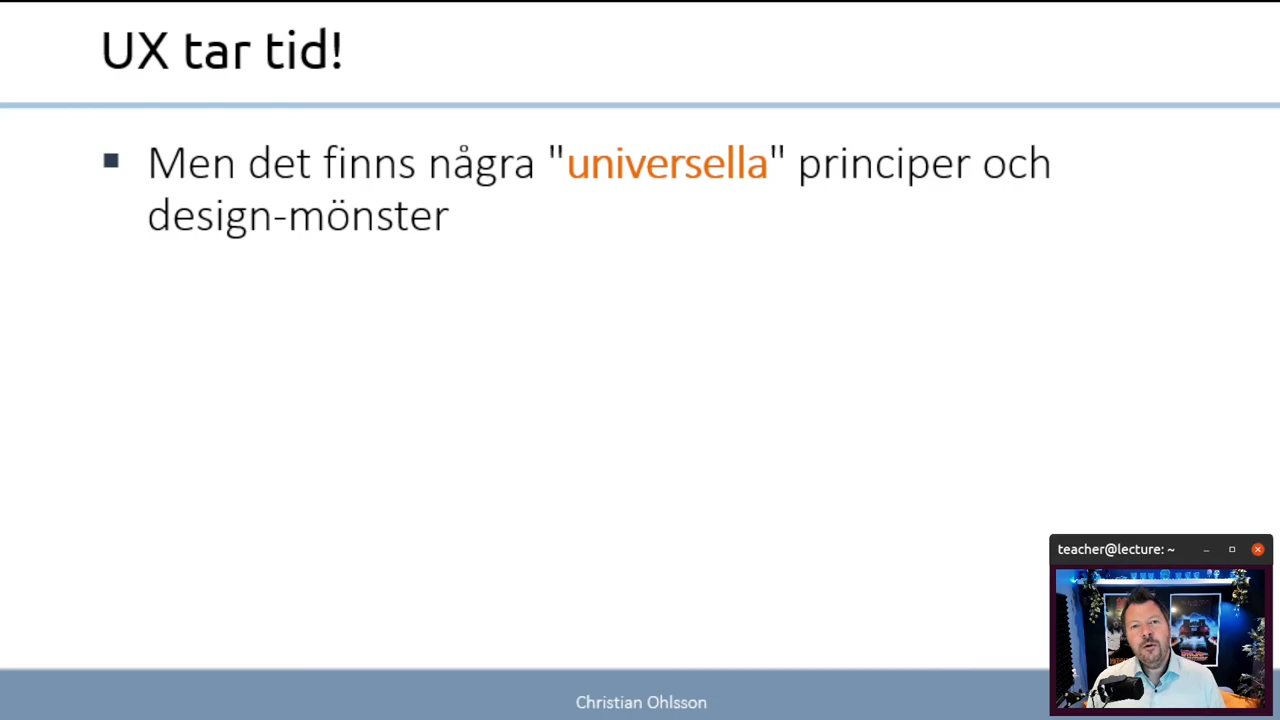 UX tar tid!
Men det finns några "universella" principer och
design-mönster
teacher@lecture: ~
Christian Ohlsson